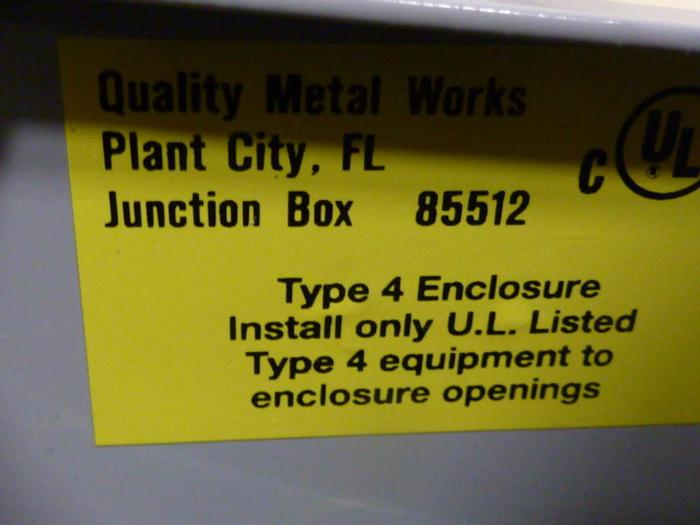 Quality Metal Works
Plant City, FL
Junction Box 85512
C UL ®
Type 4 Enclosure
Install only U.L. Listed
Type 4 equipment to
enclosure openings